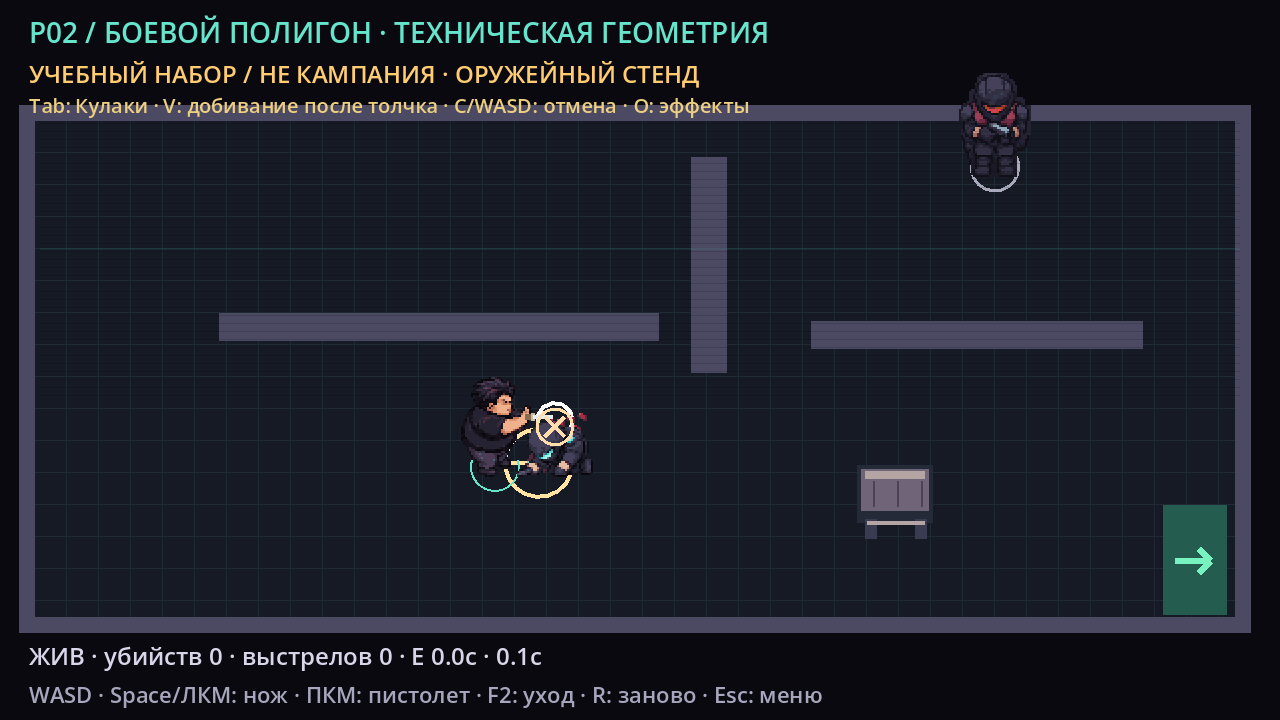 P02 / БОЕВОЙ ПОЛИГОН · ТЕХНИЧЕСКАЯ ГЕОМЕТРИЯ
УЧЕБНЫЙ НАБОР / НЕ КАМПАНИЯ · ОРУЖЕЙНЫЙ СТЕНД
Tab: Кулаки · V: добивание после толчка · C/WASD: отмена · O: эффекты
ЖИВ · убийств 0 · выстрелов 0 · E 0.0с · 0.1с
WASD · Space/ЛКМ: нож · ПКМ: пистолет · F2: уход · R: заново · Esc: меню